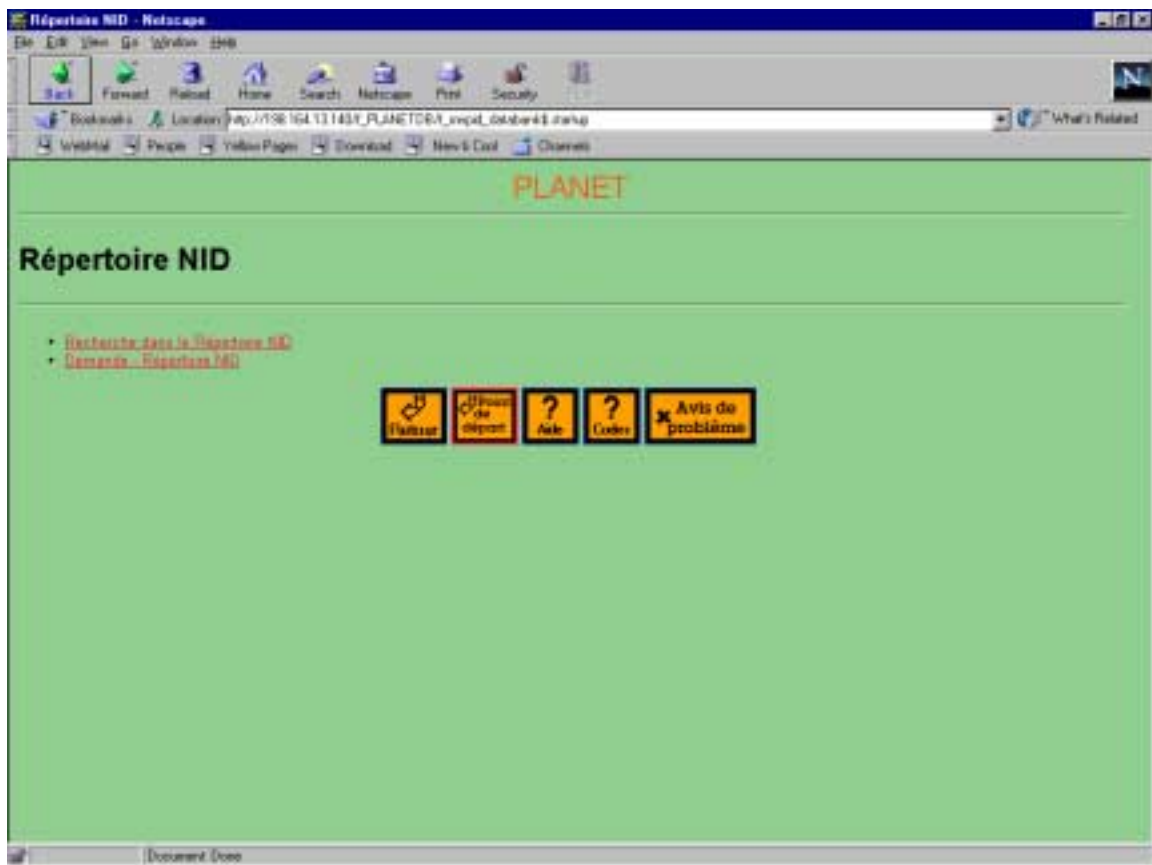 Répertoire NID - Netscape
File Edit View Go Window Help
Back Forward Reload Home Search Netscape Print Security
Bookmarks Location: What's Related
WebMail People Yellow Pages Download New & Cool Channels
PLANET
Répertoire NID
Recherche dans le Répertoire NID
Demande - Répertoire NID
Retour
Point de départ
? Aide
? Codes
Avis de problème
Document: Done